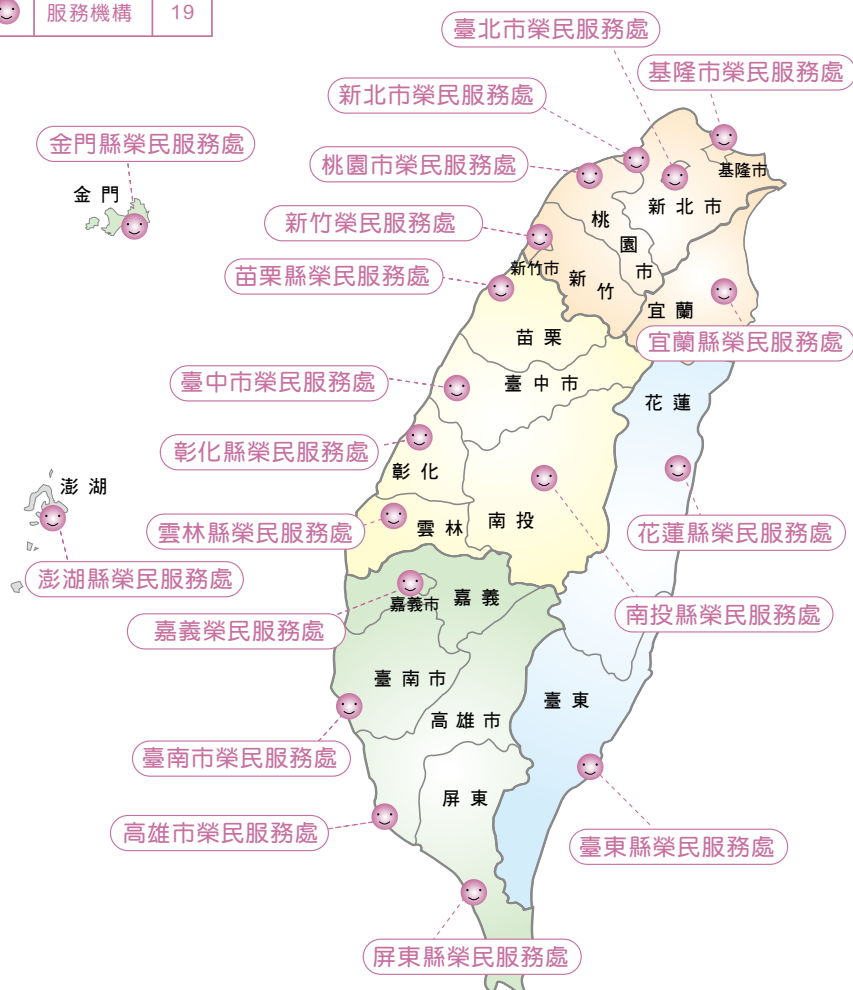 服務機構 19
臺北市榮民服務處
基隆市榮民服務處
新北市榮民服務處
金門縣榮民服務處
桃園市榮民服務處
基隆市
金門
新北市
桃園市
新竹榮民服務處
新竹市
新竹
苗栗縣榮民服務處
宜蘭
苗栗
宜蘭縣榮民服務處
臺中市榮民服務處
臺中市
花蓮
彰化縣榮民服務處
彰化
澎湖
雲林縣榮民服務處
雲林
南投
花蓮縣榮民服務處
澎湖縣榮民服務處
嘉義市
嘉義
南投縣榮民服務處
嘉義榮民服務處
臺南市
臺東
高雄市
臺南市榮民服務處
屏東
高雄市榮民服務處
臺東縣榮民服務處
屏東縣榮民服務處